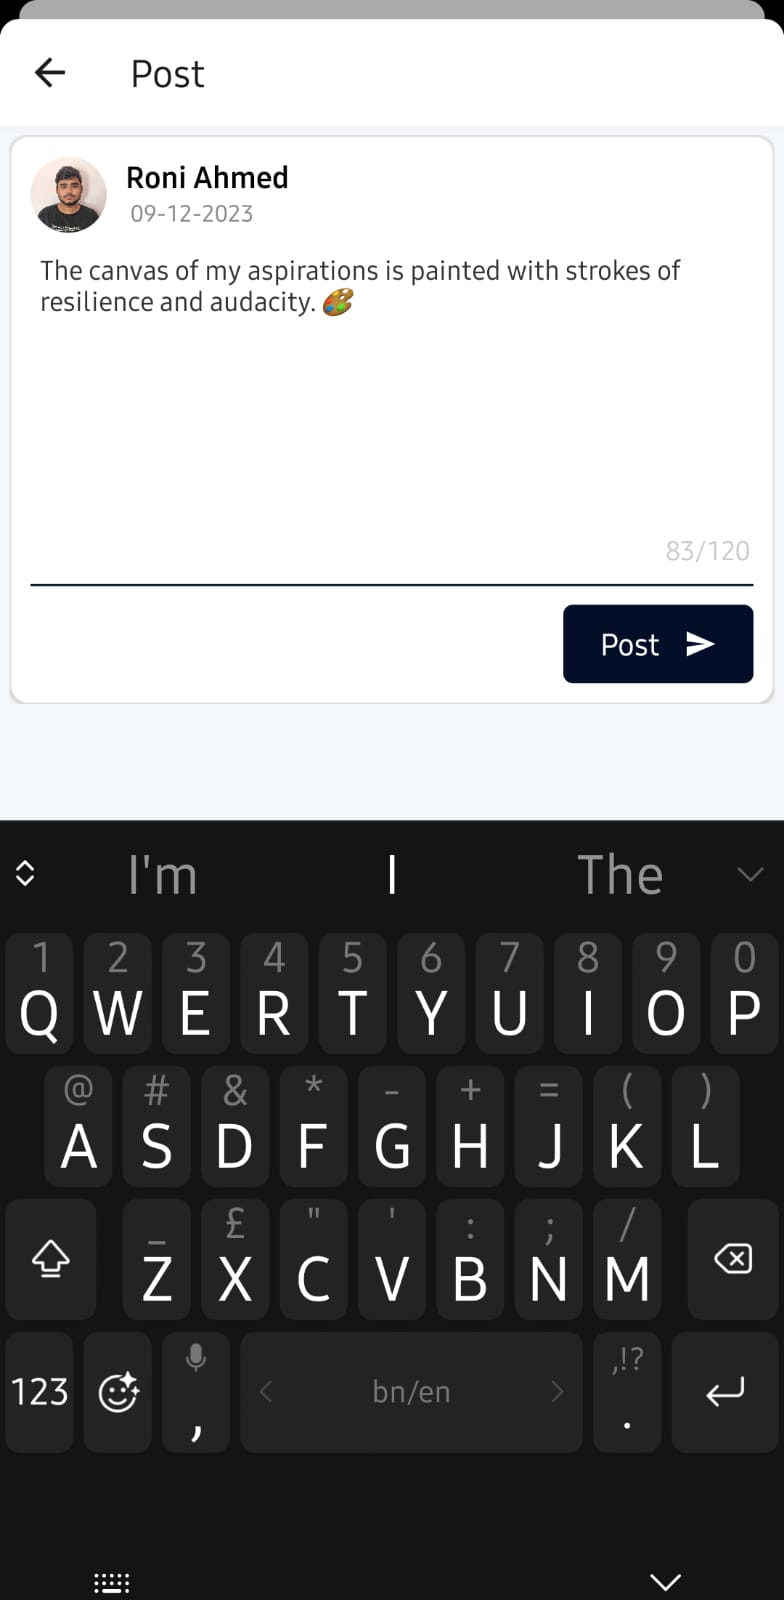 Post
Roni Ahmed
09-12-2023
The canvas of my aspirations is painted with strokes of
resilience and audacity. 🎨
83/120
Post
I'm I The
1 2 3 4 5 6 7 8 9 0
Q W E R T Y U I O P
@ # & * - + = ( )
A S D F G H J K L
_ £ " ' : ; /
Z X C V B N M
,!?
123 , < bn/en > .